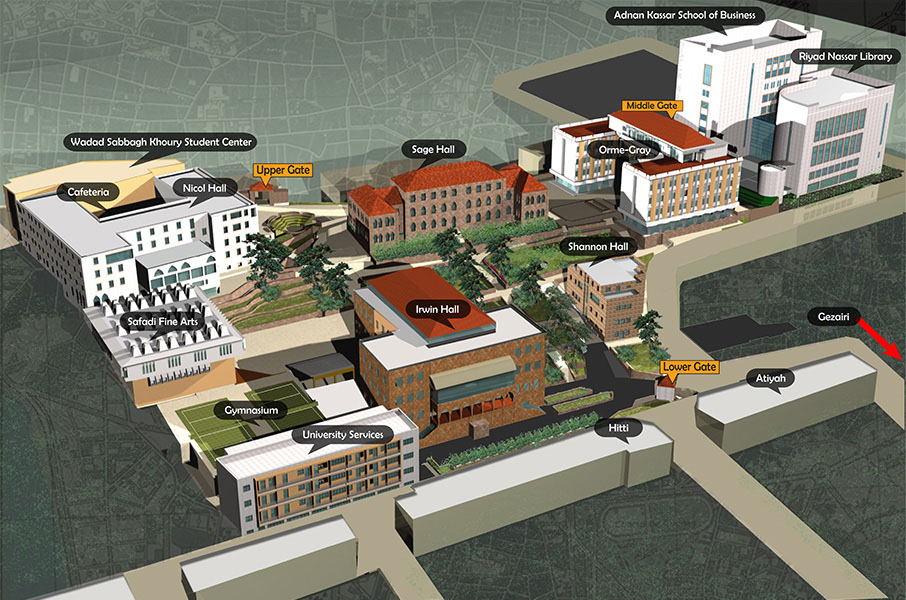 Adnan Kassar School of Business
Riyad Nassar Library
Middle Gate
Wadad Sabbagh Khoury Student Center
Sage Hall
Orme-Gray
Upper Gate
Cafeteria
Nicol Hall
Shannon Hall
Irwin Hall
Safadi Fine Arts
Gezairi
Lower Gate
Atiyah
Gymnasium
University Services
Hitti